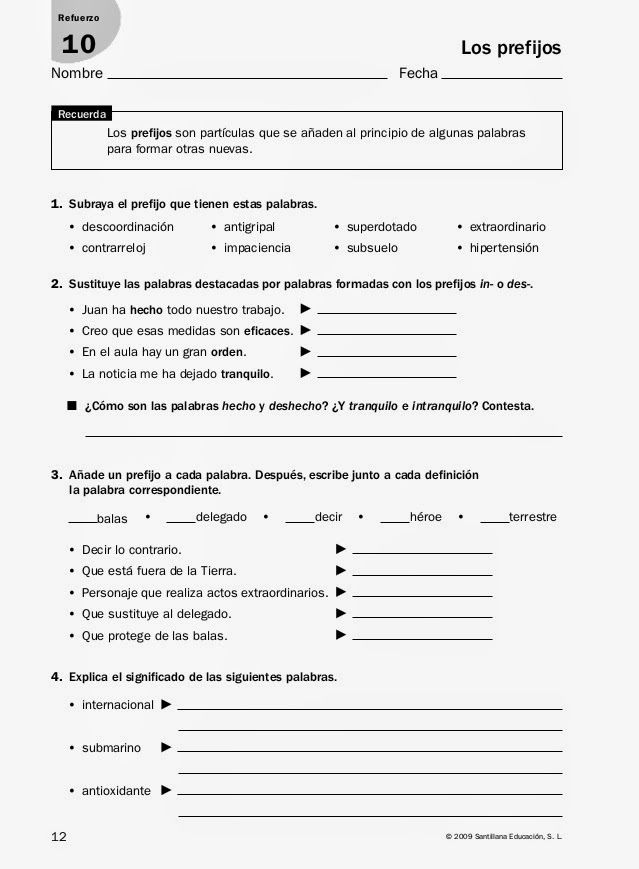 Refuerzo
10
Los prefijos
Nombre Fecha
Recuerda
Los prefijos son partículas que se añaden al principio de algunas palabras
para formar otras nuevas.
1. Subraya el prefijo que tienen estas palabras.
• descoordinación • antigripal • superdotado • extraordinario
• contrarreloj • impaciencia • subsuelo • hipertensión
2. Sustituye las palabras destacadas por palabras formadas con los prefijos in- o des-.
• Juan ha hecho todo nuestro trabajo. ►
• Creo que esas medidas son eficaces. ►
• En el aula hay un gran orden. ►
• La noticia me ha dejado tranquilo. ►
■ ¿Cómo son las palabras hecho y deshecho? ¿Y tranquilo e intranquilo? Contesta.
3. Añade un prefijo a cada palabra. Después, escribe junto a cada definición
la palabra correspondiente.
____balas • ____delegado • ____decir • ____héroe • ____terrestre
• Decir lo contrario. ►
• Que está fuera de la Tierra. ►
• Personaje que realiza actos extraordinarios. ►
• Que sustituye al delegado. ►
• Que protege de las balas. ►
4. Explica el significado de las siguientes palabras.
• internacional ►
• submarino ►
• antioxidante ►
12 © 2009 Santillana Educación, S. L.